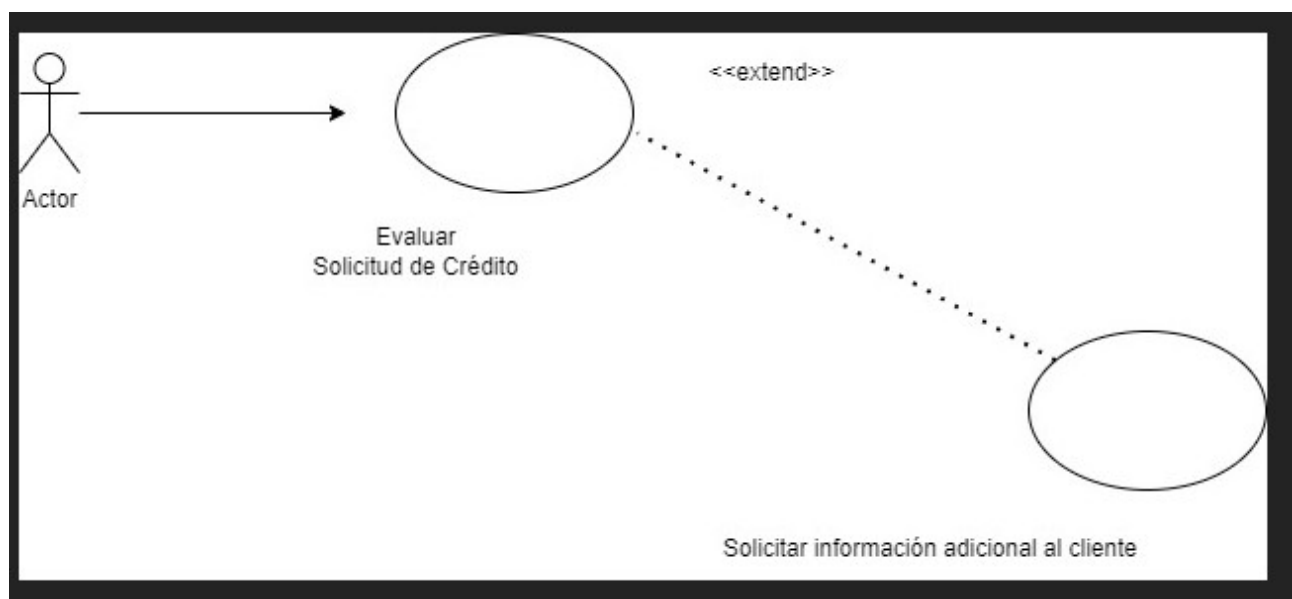 <<extend>>
Actor
Evaluar
Solicitud de Crédito
Solicitar información adicional al cliente